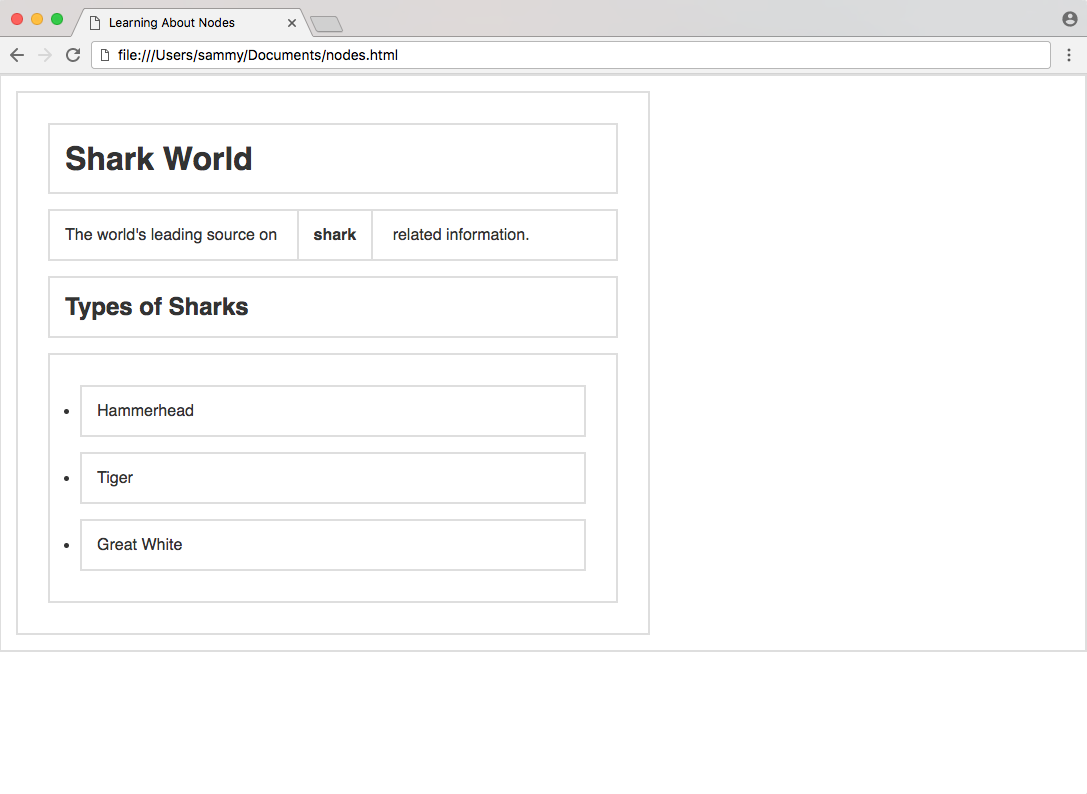 Learning About Nodes
file:///Users/sammy/Documents/nodes.html
Shark World
The world's leading source on shark related information.
Types of Sharks
Hammerhead
Tiger
Great White